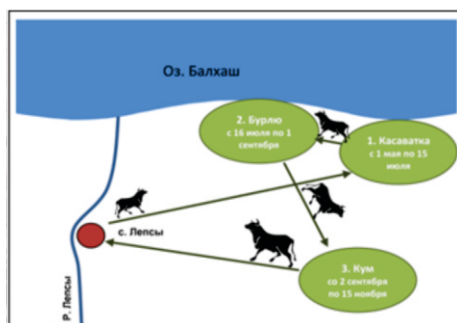 Оз. Балхаш
2. Бурлю
с 16 июля по 1
сентября
1. Касаватка
с 1 мая по 15
июля
с. Лепсы
3. Кум
со 2 сентября
по 15 ноября
Р. Лепсы